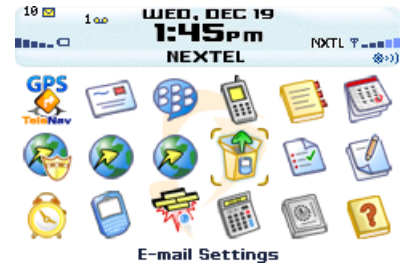 10
1
WED, DEC 19
1:45PM
NXTL
NEXTEL
GPS
TeleNav
E-mail Settings